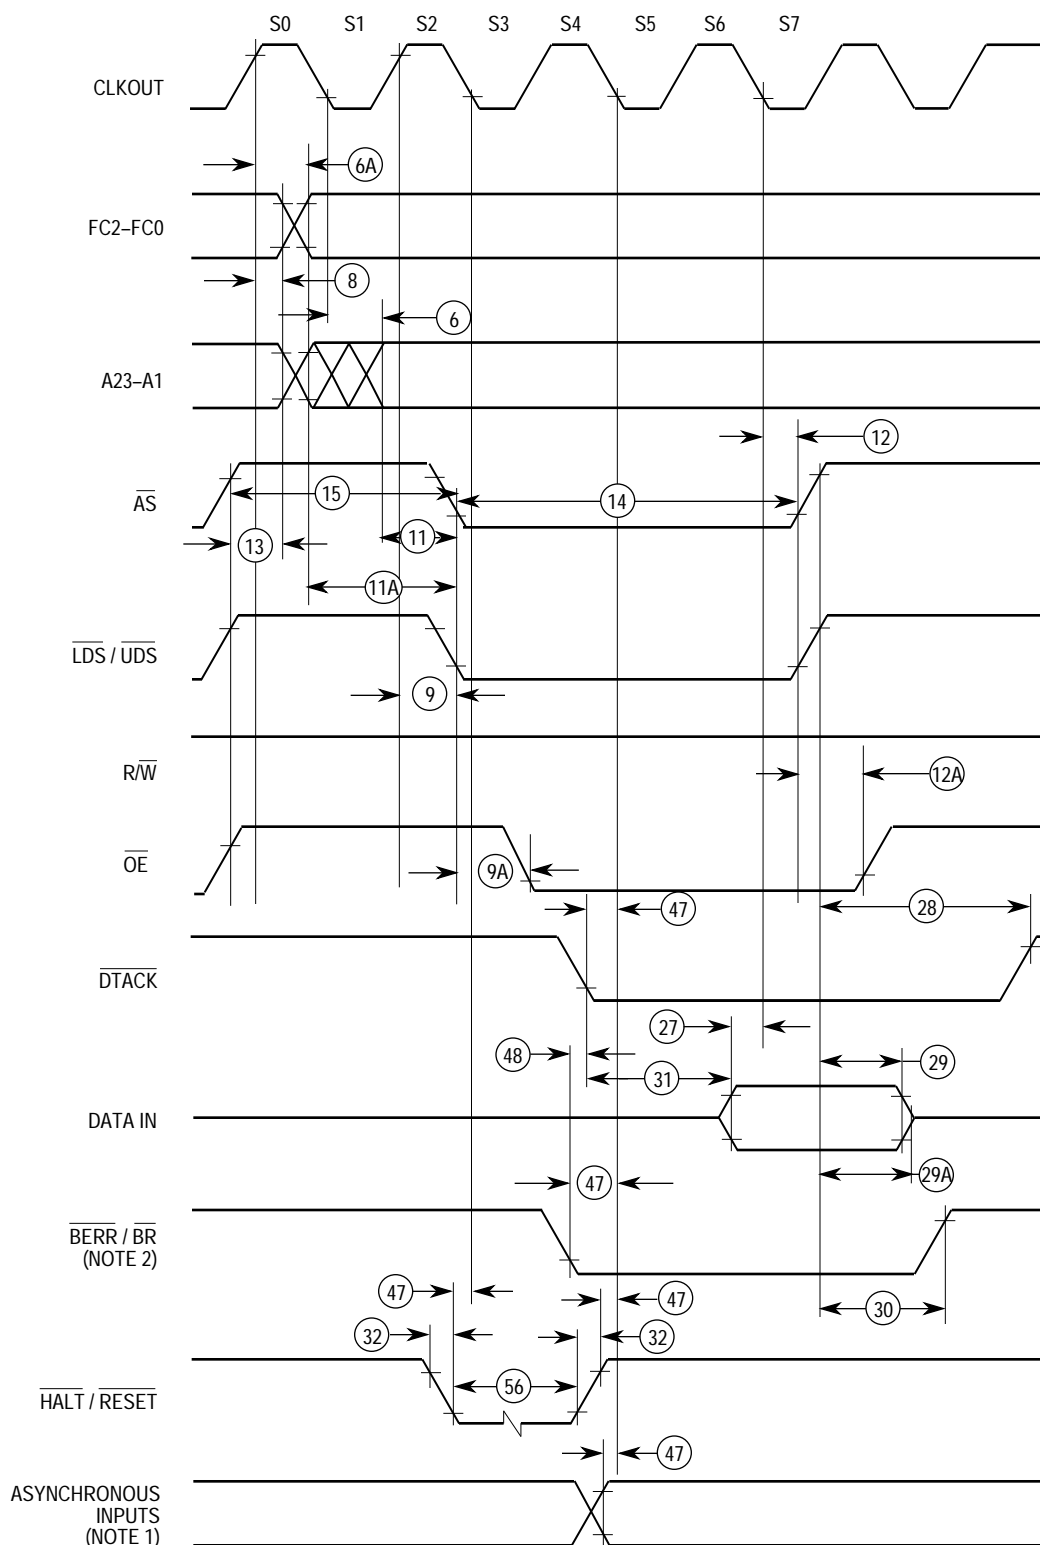 S0 S1 S2 S3 S4 S5 S6 S7
CLKOUT
6A
FC2–FC0
8
6
A23–A1
12
AS
15
14
13
11
11A
LDS / UDS
9
R/W
12A
OE
9A
47
28
DTACK
27
48
31
29
DATA IN
47
29A
BERR / BR
(NOTE 2)
47
47
30
32
32
HALT / RESET
56
47
ASYNCHRONOUS
INPUTS
(NOTE 1)